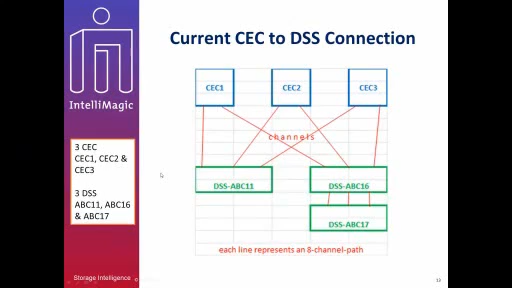 Current CEC to DSS Connection
IntelliMagic
3 CEC
CEC1, CEC2 &
CEC3
3 DSS
ABC11, ABC16
& ABC17
CEC1
CEC2
CEC3
channels
DSS-ABC11
DSS-ABC16
DSS-ABC17
each line represents an 8-channel-path
Storage Intelligence
13